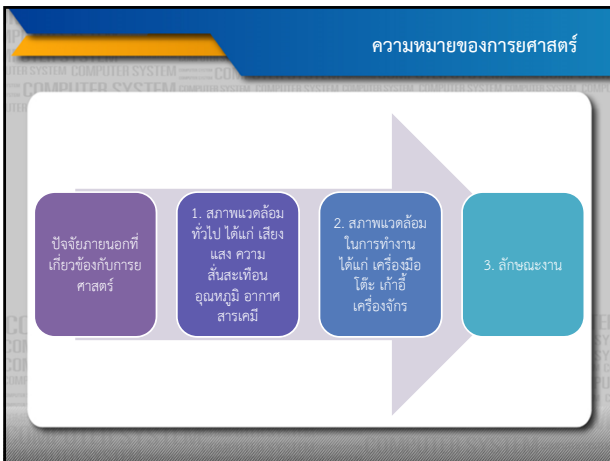 ความหมายของการยศาสตร์
COMPUTER SYSTEM
COMPUTER SYSTEM
ปัจจัยภายนอกที่
เกี่ยวข้องกับการย
ศาสตร์
1. สภาพแวดล้อม
ทั่วไป ได้แก่ เสียง
แสง ความ
สั่นสะเทือน
อุณหภูมิ อากาศ
สารเคมี
2. สภาพแวดล้อม
ในการทำงาน
ได้แก่ เครื่องมือ
โต๊ะ เก้าอี้
เครื่องจักร
3. ลักษณะงาน
COMPUTER SYSTEM